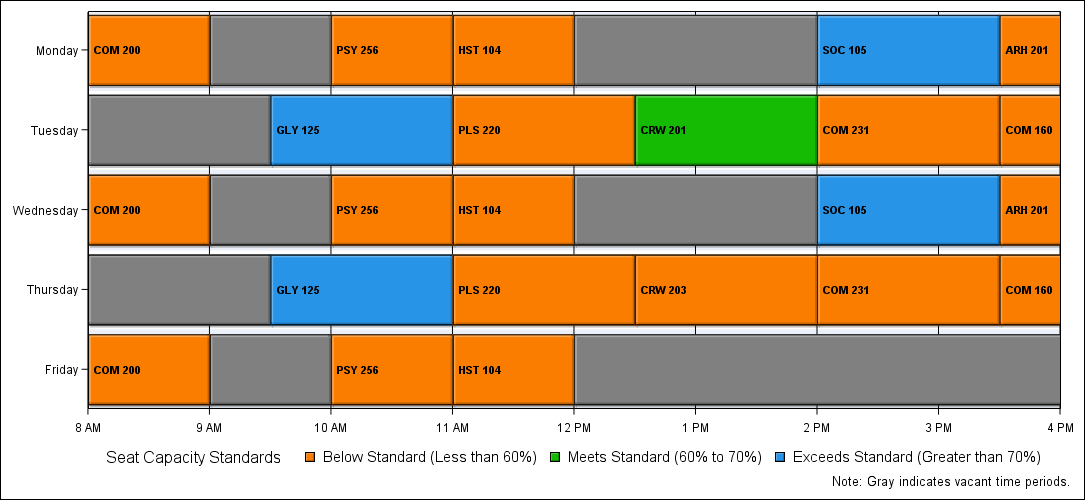 Monday
COM 200
PSY 256
HST 104
SOC 105
ARH 201
Tuesday
GLY 125
PLS 220
CRW 201
COM 231
COM 160
Wednesday
COM 200
PSY 256
HST 104
SOC 105
ARH 201
Thursday
GLY 125
PLS 220
CRW 203
COM 231
COM 160
Friday
COM 200
PSY 256
HST 104
8 AM 9 AM 10 AM 11 AM 12 PM 1 PM 2 PM 3 PM 4 PM
Seat Capacity Standards Below Standard (Less than 60%) Meets Standard (60% to 70%) Exceeds Standard (Greater than 70%)
Note: Gray indicates vacant time periods.